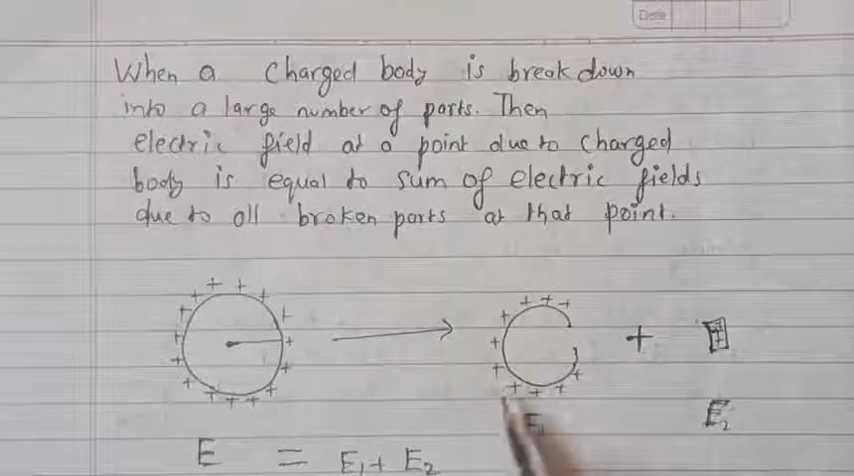 Date
When a charged body is break down
into a large number of parts. Then
electric field at a point due to charged
body is equal to sum of electric fields
due to all broken parts at that point.
+ + + + + + + + + + + + + +
+ + + + + + + + + +
+
+
E₁
E₂
E = E₁ + E₂